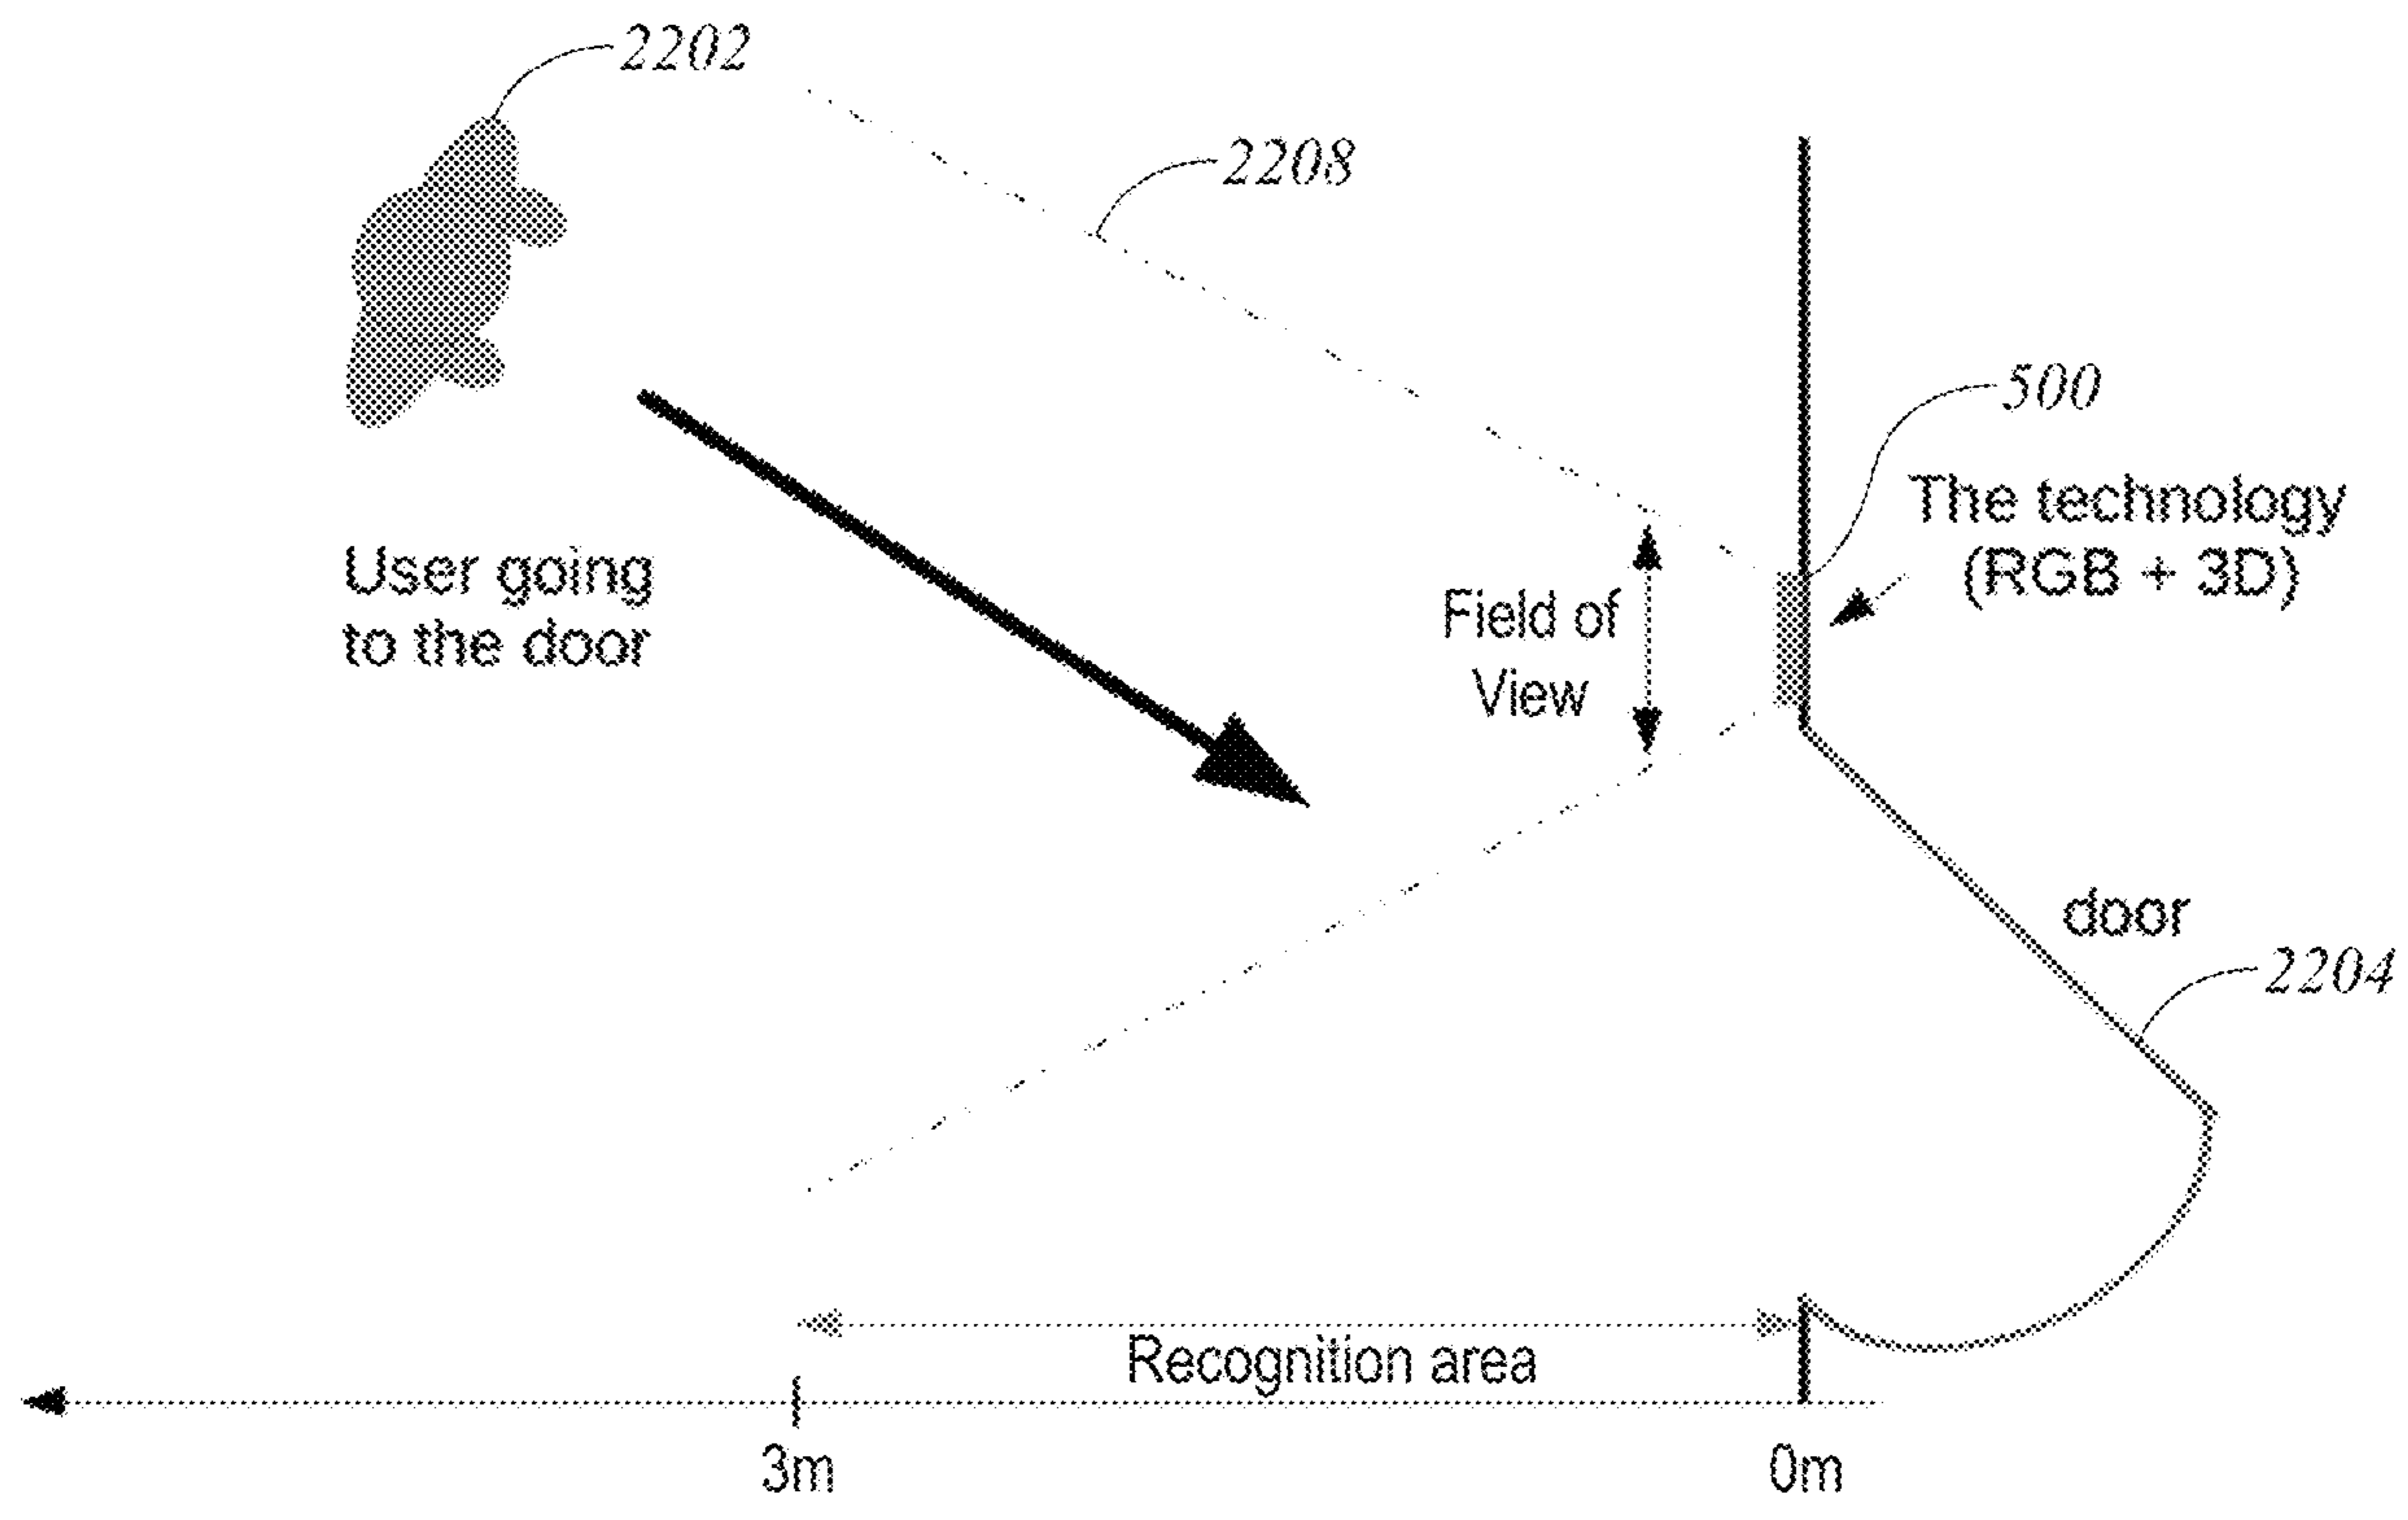 2202
2208
500
The technology
(RGB + 3D)
User going
to the door
Field of
View
door
2204
Recognition area
3m
0m